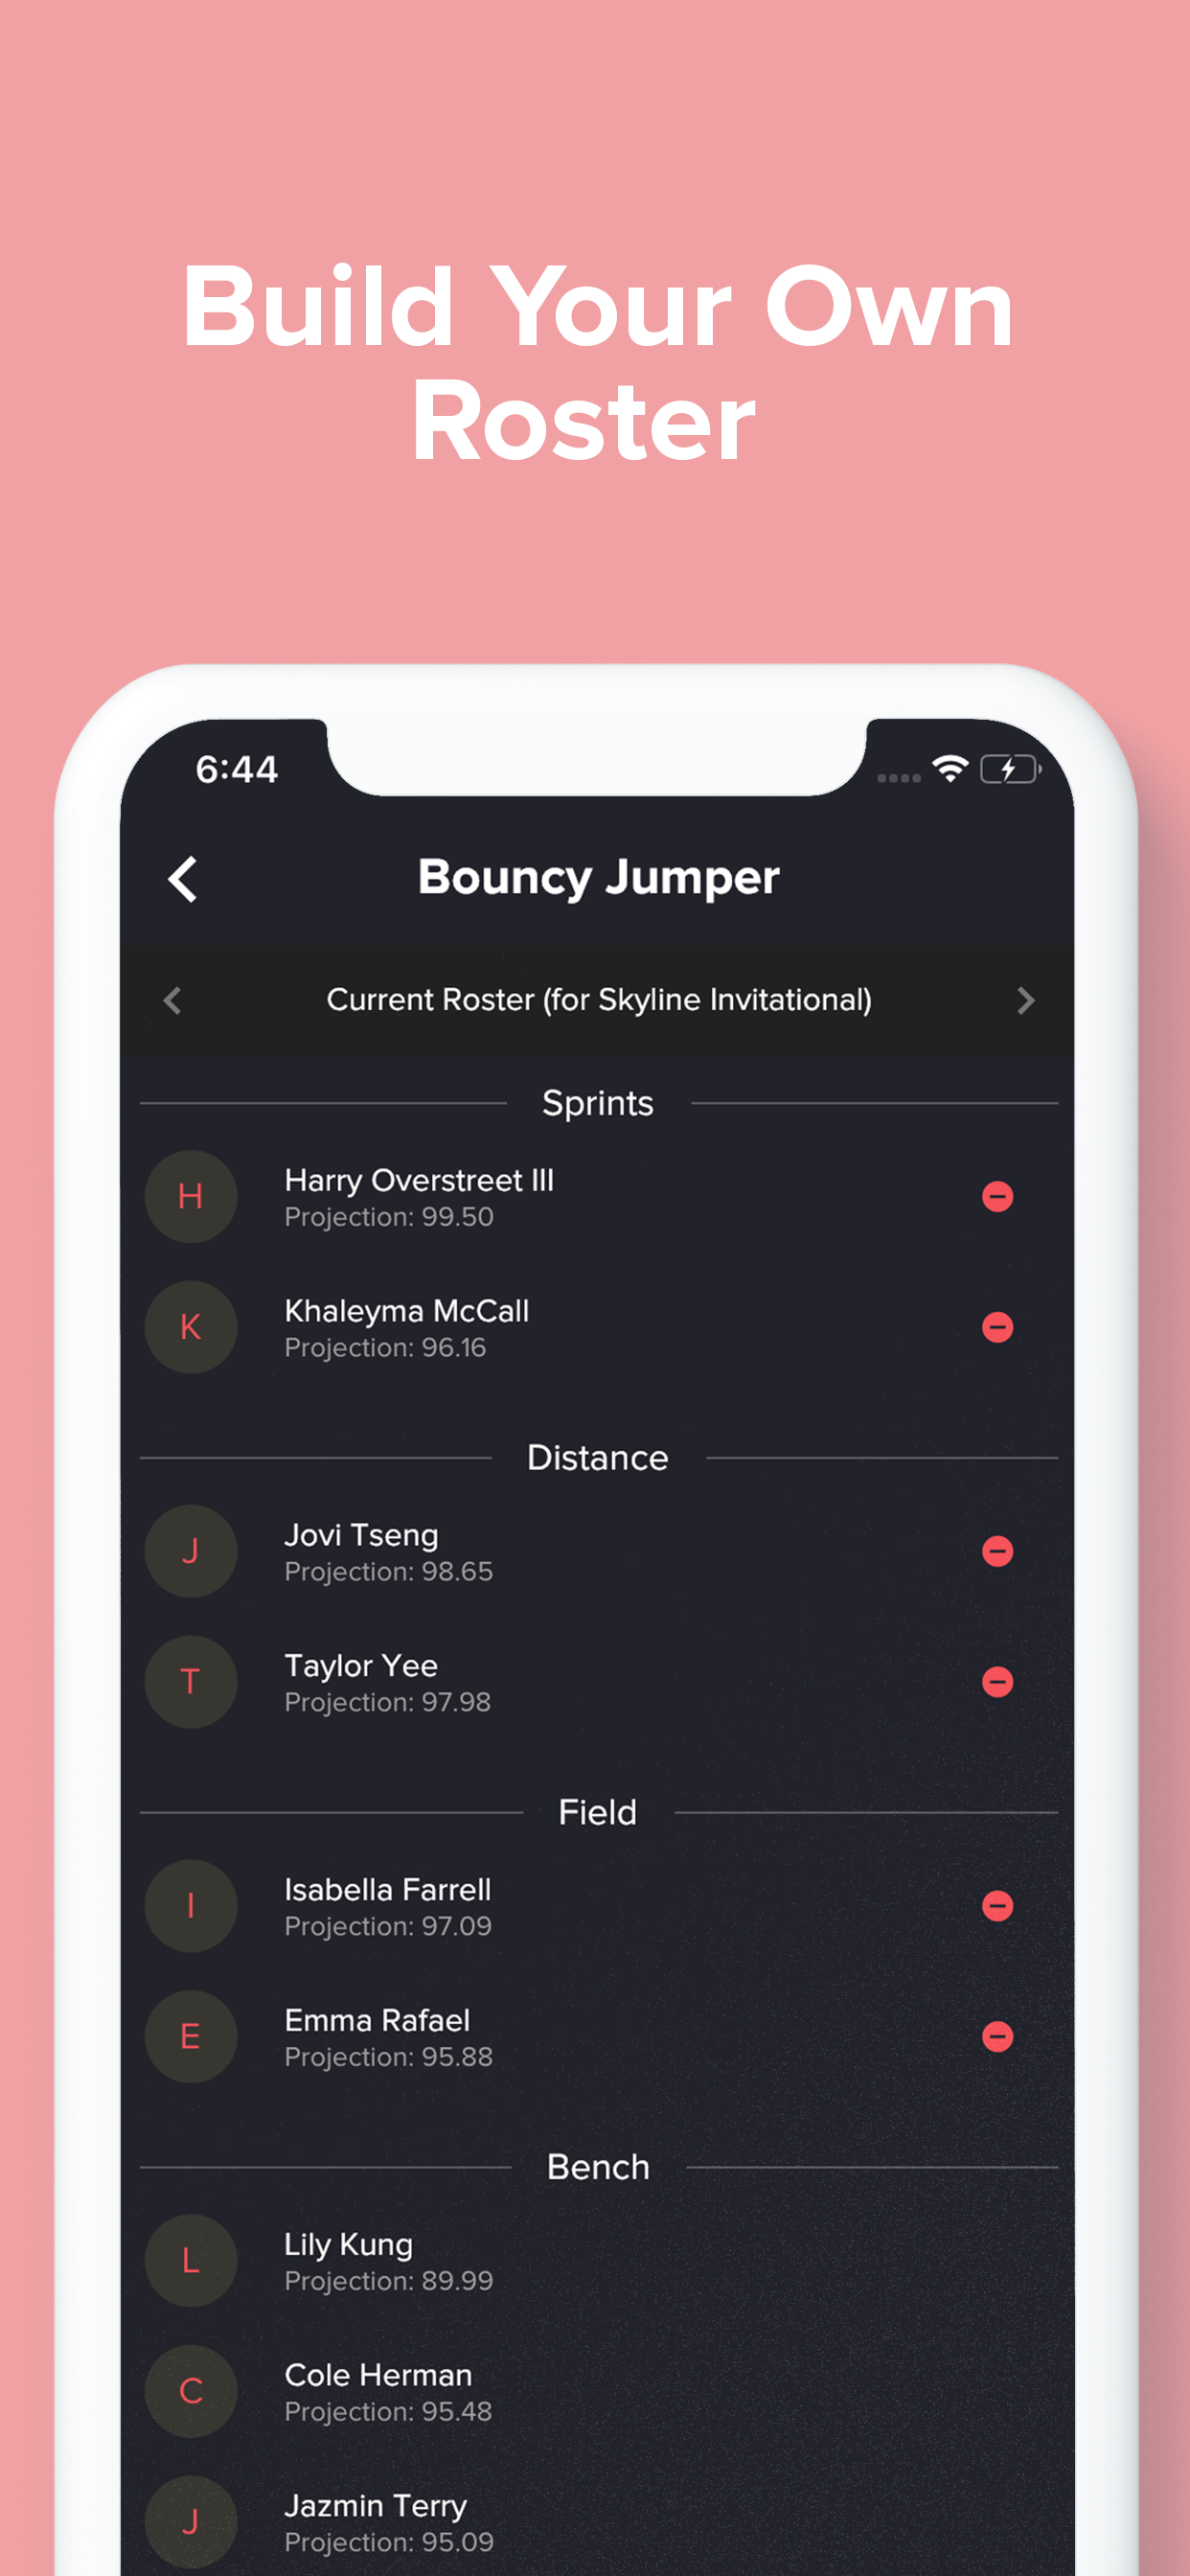 Build Your Own
Roster
6:44
Bouncy Jumper
Current Roster (for Skyline Invitational)
Sprints
H
Harry Overstreet III
Projection: 99.50
K
Khaleyma McCall
Projection: 96.16
Distance
J
Jovi Tseng
Projection: 98.65
T
Taylor Yee
Projection: 97.98
Field
I
Isabella Farrell
Projection: 97.09
E
Emma Rafael
Projection: 95.88
Bench
L
Lily Kung
Projection: 89.99
C
Cole Herman
Projection: 95.48
J
Jazmin Terry
Projection: 95.09